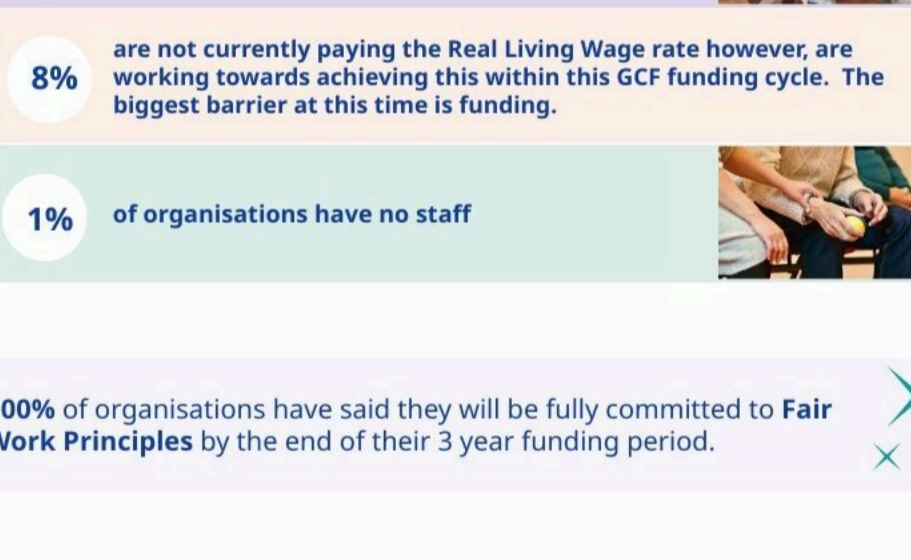 8%
are not currently paying the Real Living Wage rate however, are
working towards achieving this within this GCF funding cycle. The
biggest barrier at this time is funding.
1%
of organisations have no staff
00% of organisations have said they will be fully committed to Fair
Work Principles by the end of their 3 year funding period.